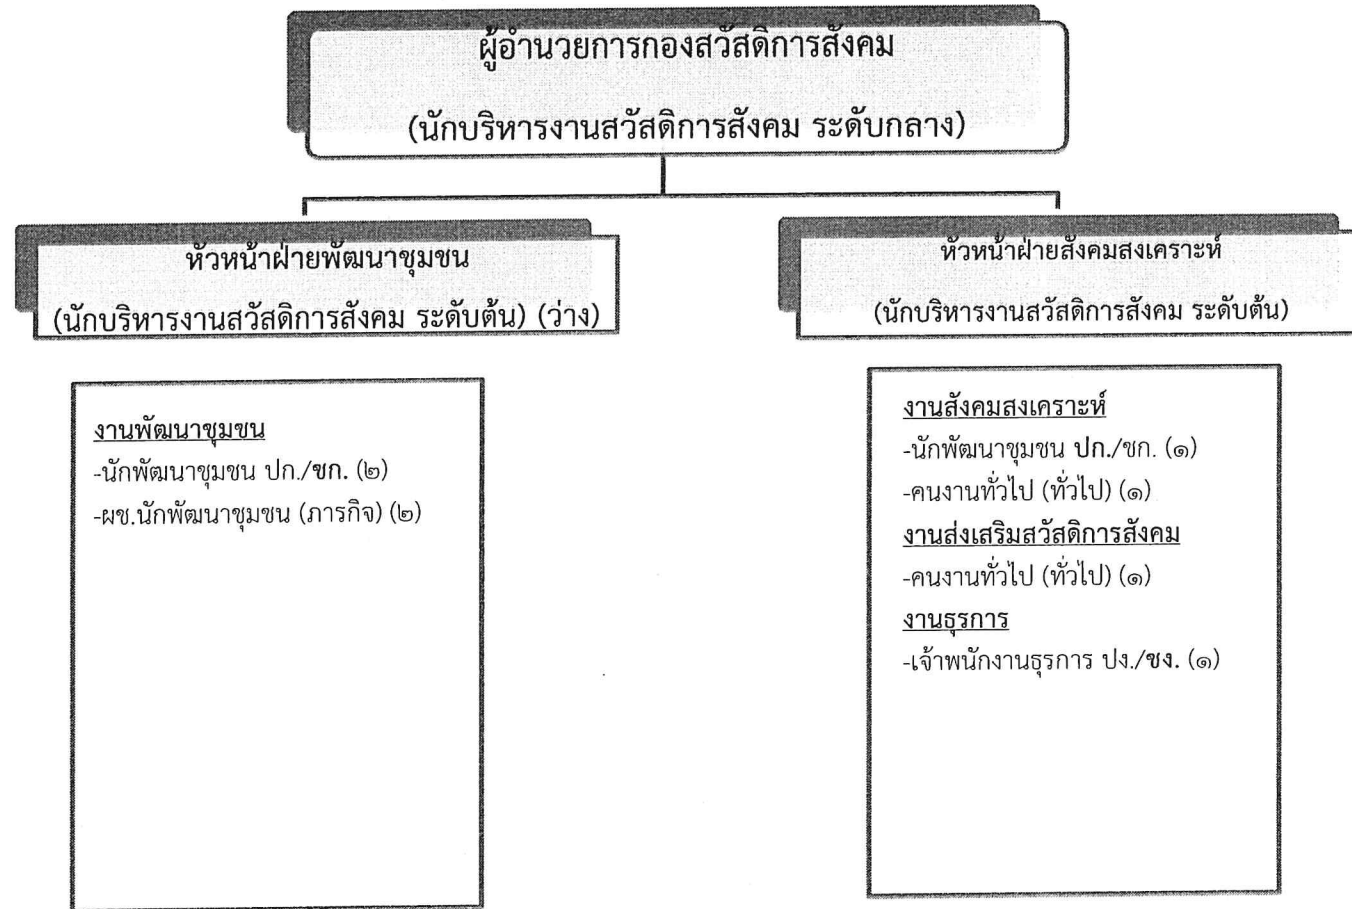 ผู้อำนวยการกองสวัสดิการสังคม
(นักบริหารงานสวัสดิการสังคม ระดับกลาง)
หัวหน้าฝ่ายพัฒนาชุมชน
(นักบริหารงานสวัสดิการสังคม ระดับต้น) (ว่าง)
งานพัฒนาชุมชน
-นักพัฒนาชุมชน ปก./ชก. (๒)
-ผช.นักพัฒนาชุมชน (ภารกิจ) (๒)
หัวหน้าฝ่ายสังคมสงเคราะห์
(นักบริหารงานสวัสดิการสังคม ระดับต้น)
งานสังคมสงเคราะห์
-นักพัฒนาชุมชน ปก./ชก. (๑)
-คนงานทั่วไป (ทั่วไป) (๑)
งานส่งเสริมสวัสดิการสังคม
-คนงานทั่วไป (ทั่วไป) (๑)
งานธุรการ
-เจ้าพนักงานธุรการ ปง./ชง. (๑)